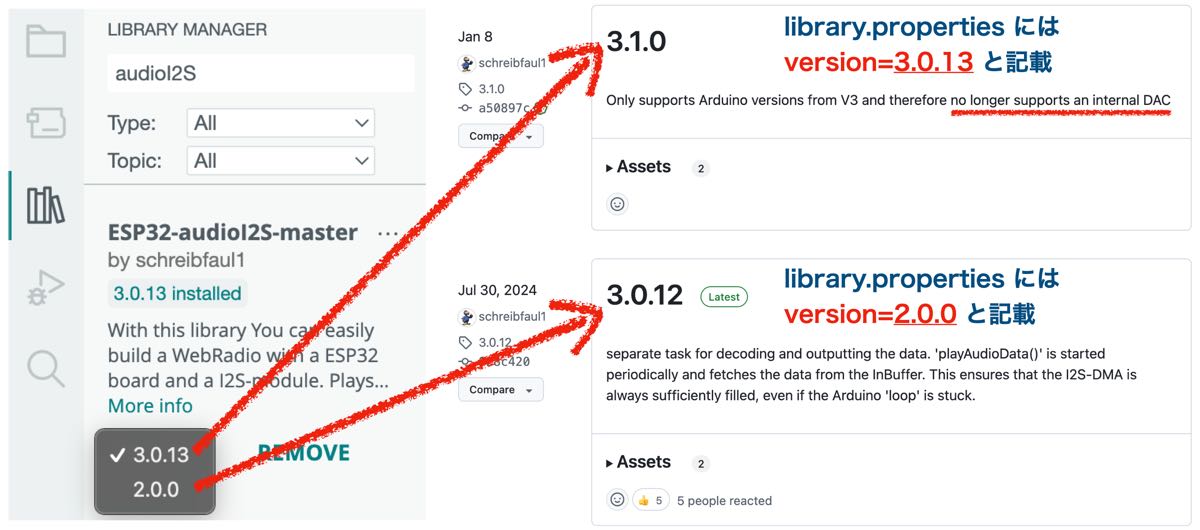 LIBRARY MANAGER
audioI2S
Type:
All
Topic:
All
ESP32-audioI2S-master
...
by schreibfaul1
3.0.13 installed
With this library You can easily
build a WebRadio with a ESP32
board and a I2S-module. Plays...
More info
✓ 3.0.13
2.0.0
REMOVE
Jan 8
schreibfaul1
3.1.0
a50897c
Compare
3.1.0
library.properties には
version=3.0.13 と記載
Only supports Arduino versions from V3 and therefore no longer supports an internal DAC
Assets 2
Jul 30, 2024
schreibfaul1
3.0.12
c420
Compare
3.0.12
Latest
library.properties には
version=2.0.0 と記載
separate task for decoding and outputting the data. 'playAudioData()' is started
periodically and fetches the data from the InBuffer. This ensures that the I2S-DMA is
always sufficiently filled, even if the Arduino 'loop' is stuck.
Assets 2
👍 5
5 people reacted